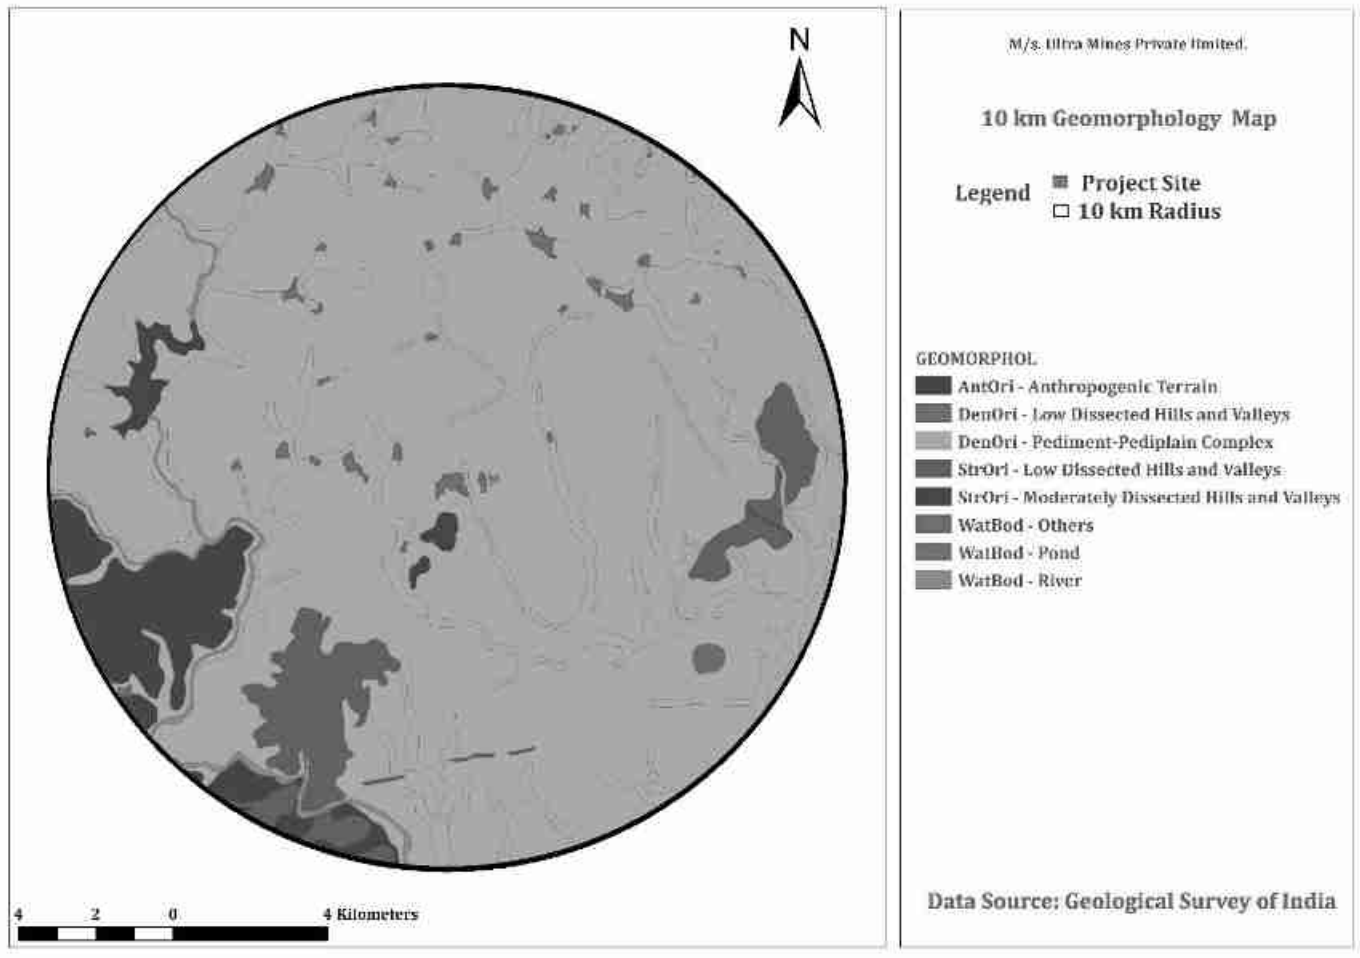 N
M/s. Ultra Mines Private limited.
10 km Geomorphology Map
Legend
Project Site
10 km Radius
GEOMORPHOL
AntOri - Anthropogenic Terrain
DenOri - Low Dissected Hills and Valleys
DenOri - Pediment-Pediplain Complex
StrOri - Low Dissected Hills and Valleys
StrOri - Moderately Dissected Hills and Valleys
WatBod - Others
WatBod - Pond
WatBod - River
4 2 0 4 Kilometers
Data Source: Geological Survey of India